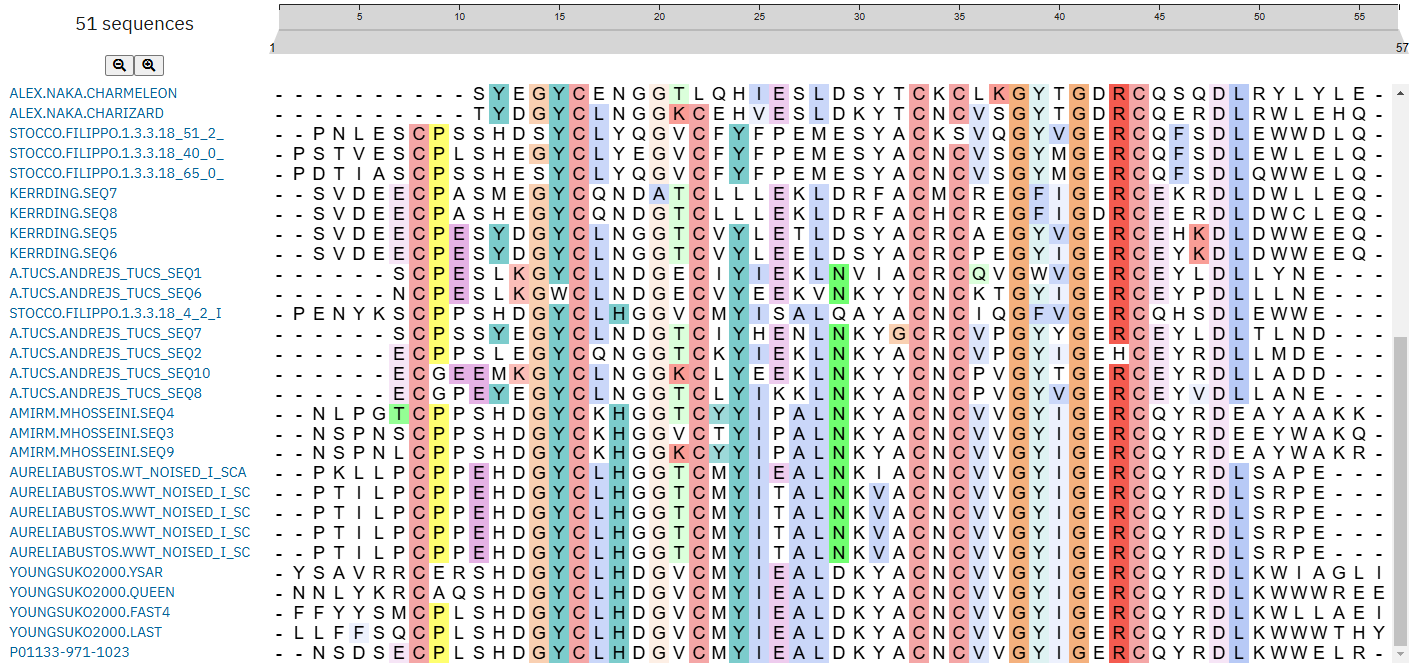 51 sequences
5 10 15 20 25 30 35 40 45 50 55
1 57
ALEX.NAKA.CHARMELEON - - - - - - - - - - S Y E G Y C E N G G T L Q H I E S L D S Y T C K C L K G Y T G D R C Q S Q D L R Y L Y L E -
ALEX.NAKA.CHARIZARD - - - - - - - - - - T Y E G Y C L N G G K C E H V E S L D K Y T C N C V S G Y T G D R C Q E R D L R W L E H Q -
STOCCO.FILIPPO.1.3.3.18_51_2_ - - P N L E S C P S S H D S Y C L Y Q G V C F Y F P E M E S Y A C K S V Q G Y V G E R C Q F S D L E W W D L Q -
STOCCO.FILIPPO.1.3.3.18_40_0_ - P S T V E S C P L S H E G Y C L Y E G V C F Y F P E M E S Y A C N C V S G Y M G E R C Q F S D L E W L E L Q -
STOCCO.FILIPPO.1.3.3.18_65_0_ - P D T I A S C P S S H E S Y C L Y Q G V C F Y F P E M E S Y A C N C V S G Y M G E R C Q F S D L Q W W E L Q -
KERRDING.SEQ7 - - S V D E E C P A S M E G Y C Q N D A T C L L L E K L D R F A C M C R E G F I G D R C E K R D L D W L L E Q -
KERRDING.SEQ8 - - S V D E E C P A S H E G Y C Q N D G T C L L L E K L D R F A C H C R E G F I G D R C E E R D L D W C L E Q -
KERRDING.SEQ5 - - S V D E E C P E S Y D G Y C L N G G T C V Y L E T L D S Y A C R C A E G Y V G E R C E H K D L D W W E E Q -
KERRDING.SEQ6 - - S V D E E C P E S Y D G Y C L N G G T C V Y L E E L D S Y A C R C P E G Y I G E R C E Y K D L D W W E E Q -
A.TUCS.ANDREJS_TUCS_SEQ1 - - - - - - S C P E S L K G Y C L N D G E C I Y I E K L N V I A C R C Q V G W V G E R C E Y L D L L Y N E - - -
A.TUCS.ANDREJS_TUCS_SEQ6 - - - - - - N C P E S L K G W C L N D G E C V Y E E K V N K Y Y C N C K T G Y I G E R C E Y P D L L L N E - - -
STOCCO.FILIPPO.1.3.3.18_4_2_I - P E N Y K S C P P S H D G Y C L H G G V C M Y I S A L Q A Y A C N C I Q G F V G E R C Q H S D L E W W E - - -
A.TUCS.ANDREJS_TUCS_SEQ7 - - - - - - S C P S S Y E G Y C L N D G T C I Y H E K L N K Y G C R C V P G Y Y G E R C E Y L D L T L N D - - -
A.TUCS.ANDREJS_TUCS_SEQ2 - - - - - - E C P P S L E G Y C Q N G G T C K Y I E K L N K Y A C N C V P G Y I G E H C E Y R D L L M D E - - -
A.TUCS.ANDREJS_TUCS_SEQ10 - - - - - - E C G E E M K G Y C L N G G K C L Y E E K L N K Y Y C N C P V G Y T G E R C E Y R D L L A D D - - -
A.TUCS.ANDREJS_TUCS_SEQ8 - - - - - - E C G P E Y E G Y C L N G G T C L Y I K K L N K Y A C N C P V G Y V G E R C E Y V D L L A N E - - -
AMIRM.MHOSSEINI.SEQ4 - - N L P G T C P P S H D G Y C K H G G T C Y Y I P A L N K Y A C N C V V G Y I G E R C Q Y R D E A Y A A K K -
AMIRM.MHOSSEINI.SEQ3 - - N S P N S C P P S H D G Y C K H G G V C T Y I P A L N K Y A C N C V V G Y I G E R C Q Y R D E E Y W A K Q -
AMIRM.MHOSSEINI.SEQ9 - - N S P N L C P P S H D G Y C K H G G K C Y Y I P A L N K Y A C N C V V G Y I G E R C Q Y R D E A Y W A K R -
AURELIABUSTOS.WT_NOISED_I_SCA - - P K L L P C P P E H D G Y C L H G G T C M Y I E A L N K I A C N C V V G Y I G E R C Q Y R D L S A P E - - -
AURELIABUSTOS.WWT_NOISED_I_SC - - P T I L P C P P E H D G Y C L H G G T C M Y I T A L N K V A C N C V V G Y I G E R C Q Y R D L S R P E - - -
AURELIABUSTOS.WWT_NOISED_I_SC - - P T I L P C P P E H D G Y C L H G G T C M Y I T A L N K V A C N C V V G Y I G E R C Q Y R D L S R P E - - -
AURELIABUSTOS.WWT_NOISED_I_SC - - P T I L P C P P E H D G Y C L H G G T C M Y I T A L N K V A C N C V V G Y I G E R C Q Y R D L S R P E - - -
AURELIABUSTOS.WWT_NOISED_I_SC - - P T I L P C P P E H D G Y C L H G G T C M Y I T A L N K V A C N C V V G Y I G E R C Q Y R D L S R P E - - -
YOUNGSUKO2000.YSAR - Y S A V R R C E R S H D G Y C L H D G V C M Y I E A L D K Y A C N C V V G Y I G E R C Q Y R D L K W I A G L I
YOUNGSUKO2000.QUEEN - N N L Y K R C A Q S H D G Y C L H D G V C M Y I E A L D K Y A C N C V V G Y I G E R C Q Y R D L K W W W R E E
YOUNGSUKO2000.FAST4 - F F Y Y S M C P L S H D G Y C L H D G V C M Y I E A L D K Y A C N C V V G Y I G E R C Q Y R D L K W L L A E I
YOUNGSUKO2000.LAST - L L F F S Q C P L S H D G Y C L H D G V C M Y I E A L D K Y A C N C V V G Y I G E R C Q Y R D L K W W W T H Y
P01133-971-1023 - - N S D S E C P L S H D G Y C L H D G V C M Y I E A L D K Y A C N C V V G Y I G E R C Q Y R D L K W W E L R -